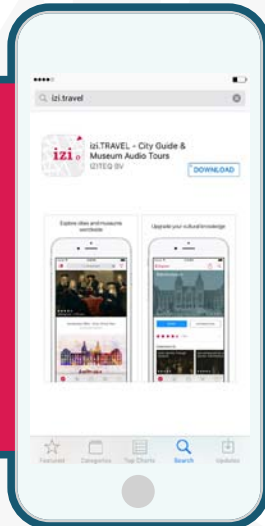 izi.travel
izi
izi.TRAVEL - City Guide &
Museum Audio Tours
IZITEQ BV
DOWNLOAD
Explore cities and museums
worldwide
Upgrade your cultural knowledge
Featured
Categories
Top Charts
Search
Updates